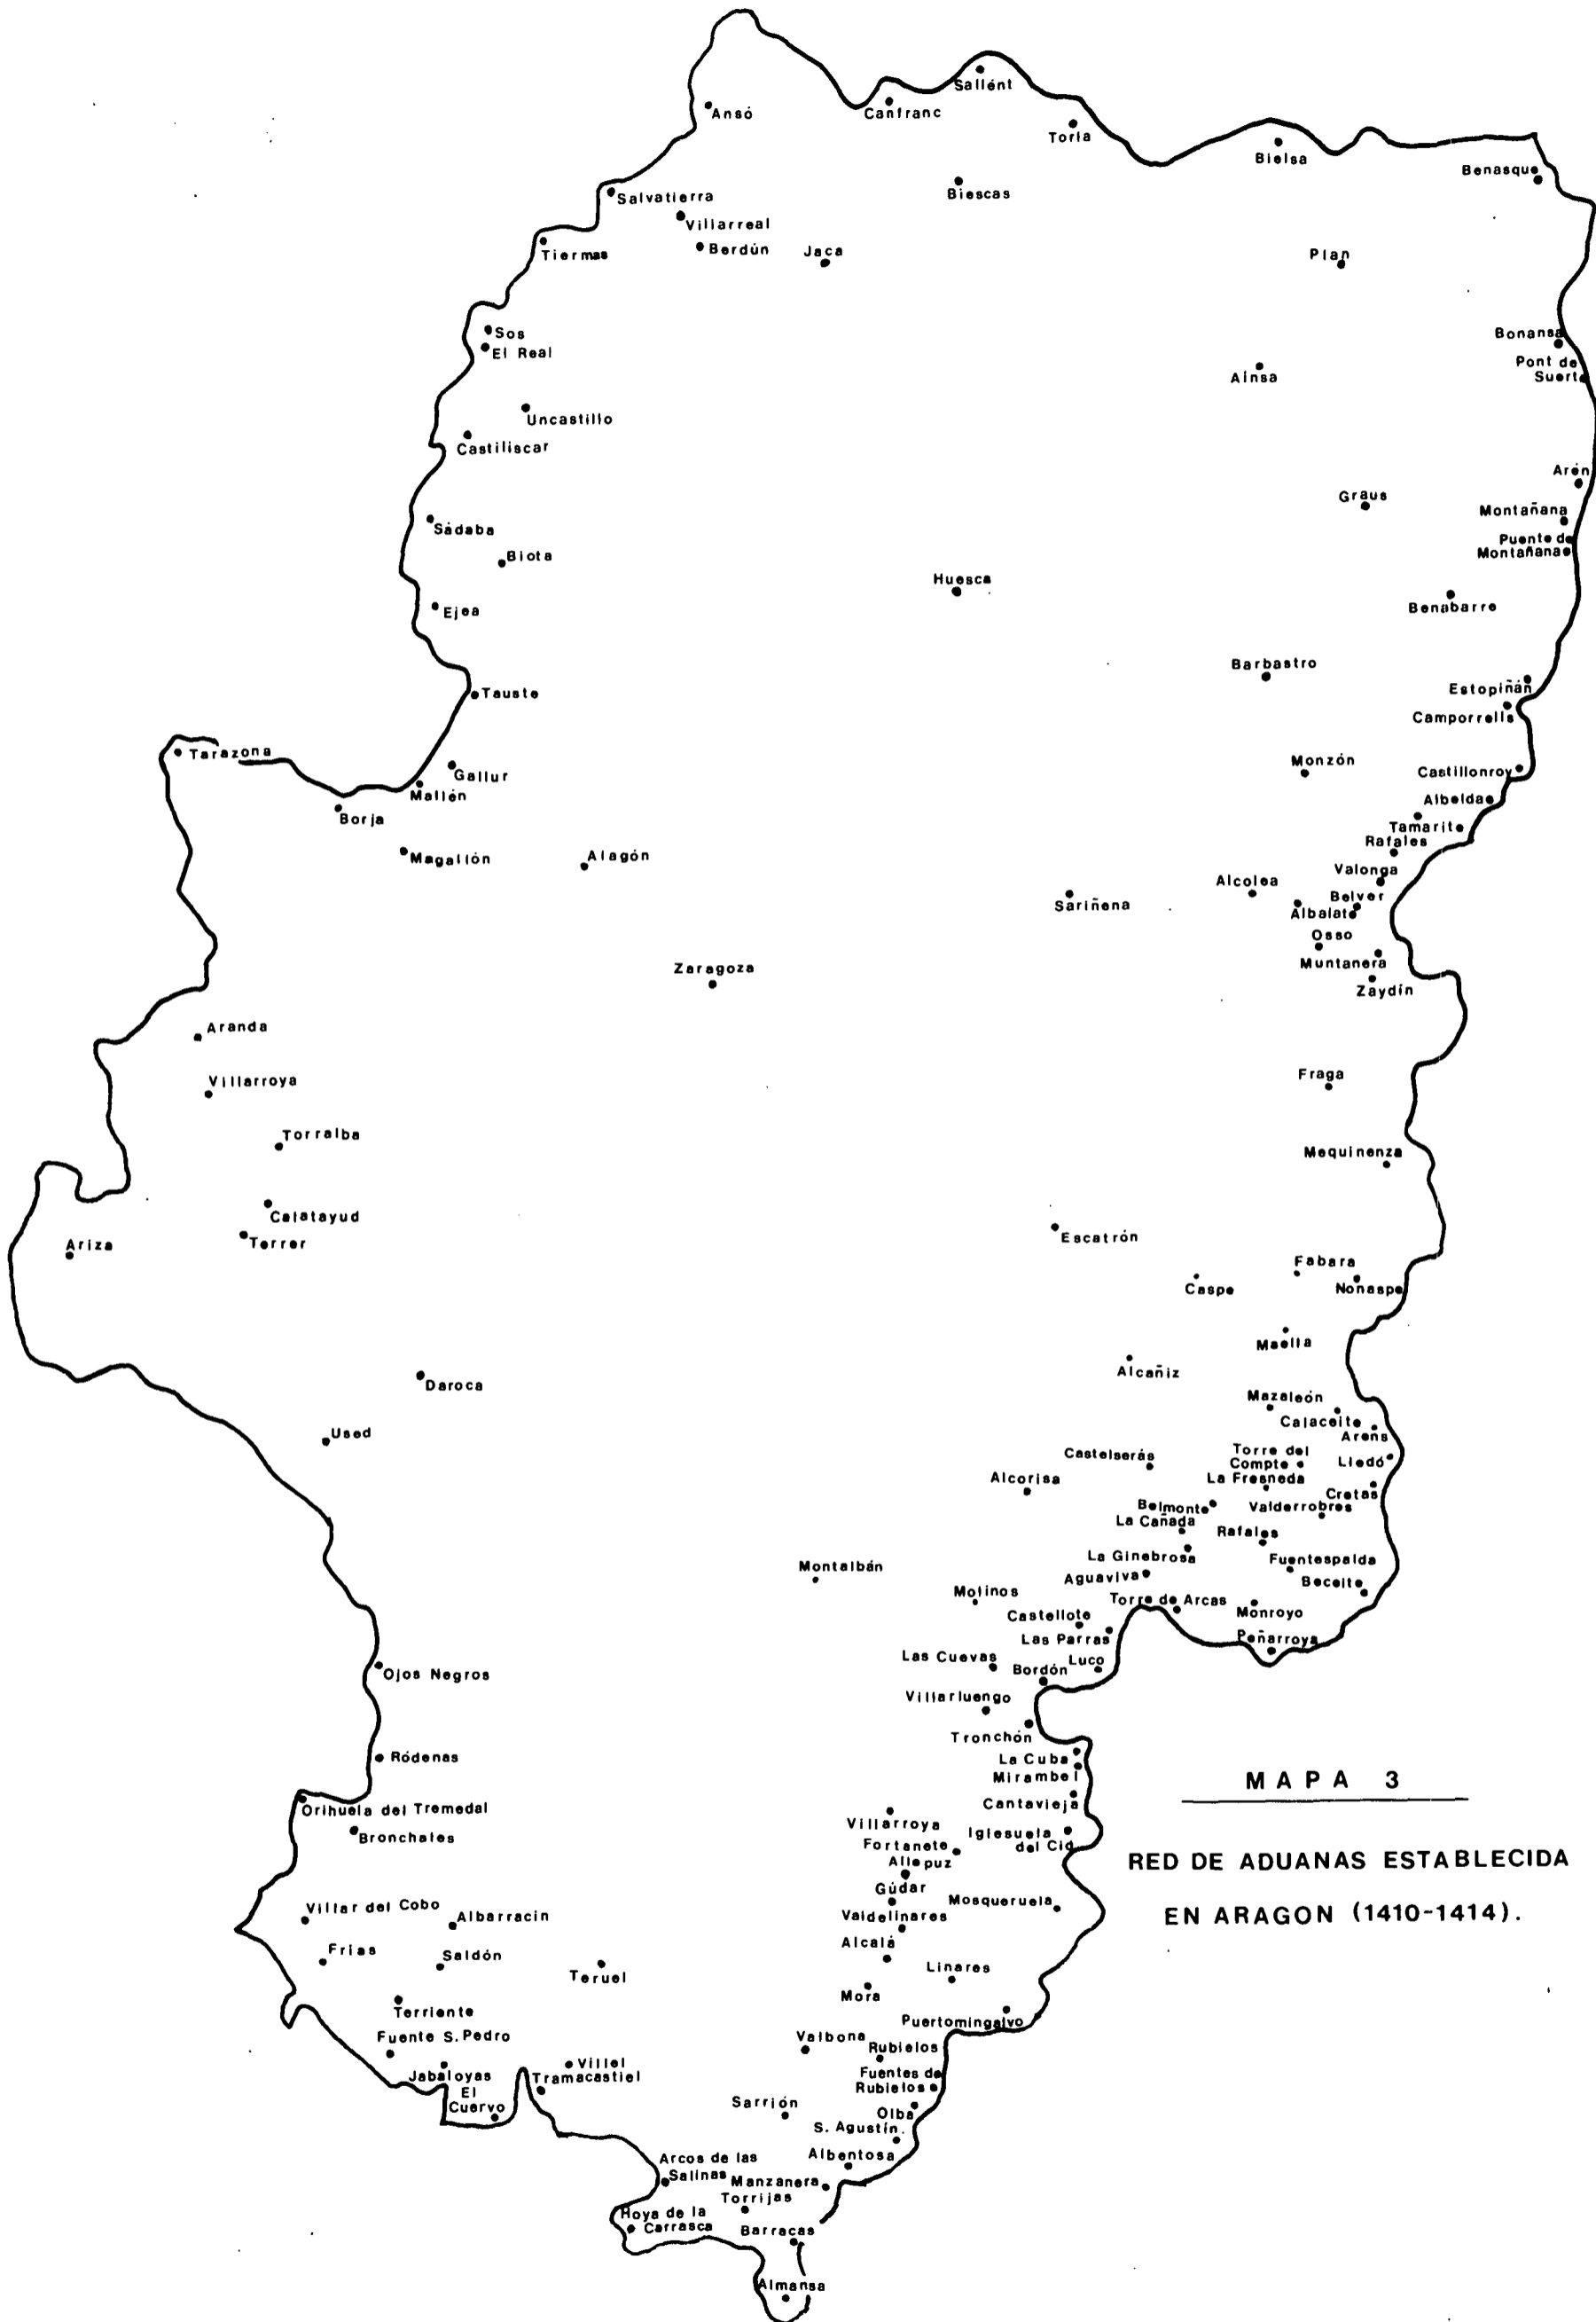 Sallént
Ansó
Canfranc
Torla
Bielsa
Benasque
Salvatierra
Biescas
Villarreal
Berdún
Jaca
Tiermas
Plan
Sos
El Real
Bonansa
Pont de
Suert
Aínsa
Uncastillo
Castiliscar
Arén
Graus
Montañana
Sádaba
Puente de
Montañana
Biota
Huesca
Benabarre
Ejea
Barbastro
Estopiñán
Tauste
Camporrells
Tarazona
Monzón
Castillonroy
Gallur
Mallén
Albelda
Borja
Tamarite
Rafales
Magallón
Alagón
Valonga
Alcolea
Belver
Sariñena
Albalate
Osso
Muntanera
Zaragoza
Zaydín
Aranda
Villarroya
Fraga
Torralba
Mequinenza
Calatayud
Terrer
Ariza
Escatrón
Fabara
Caspe
Nonaspe
Maella
Alcañiz
Daroca
Mazaleón
Calaceite
Used
Arens
Castelserás
Torre del
Compte
Lledó
Alcorisa
La Fresneda
Cretas
Belmonte
Valderrobres
La Cañada
Rafales
La Ginebrosa
Fuentespalda
Montalbán
Aguaviva
Beceite
Molinos
Torre de Arcas
Castellote
Monroyo
Las Parras
Peñarroya
Las Cuevas
Luco
Bordón
Ojos Negros
Villarluengo
Tronchón
Ródenas
La Cuba
Mirambel
MAPA 3
Cantavieja
Orihuela del Tremedal
Villarroya
Bronchales
Iglesuela
del Cid
Fortanete
Allepuz
RED DE ADUANAS ESTABLECIDA
Gúdar
Mosqueruela
Villar del Cobo
Albarracin
Valdelinares
EN ARAGON (1410-1414).
Alcalá
Frias
Saldón
Teruel
Linares
Mora
Terriente
Puertomingalvo
Fuente S. Pedro
Valbona
Rubielos
Villel
Jabaloyas
Tramacastiel
Fuentes de
Rubielos
El
Cuervo
Sarrión
Olba
S. Agustín.
Albentosa
Arcos de las
Salinas
Manzanera
Torrijas
Hoya de la
Carrasca
Barracas
Almansa